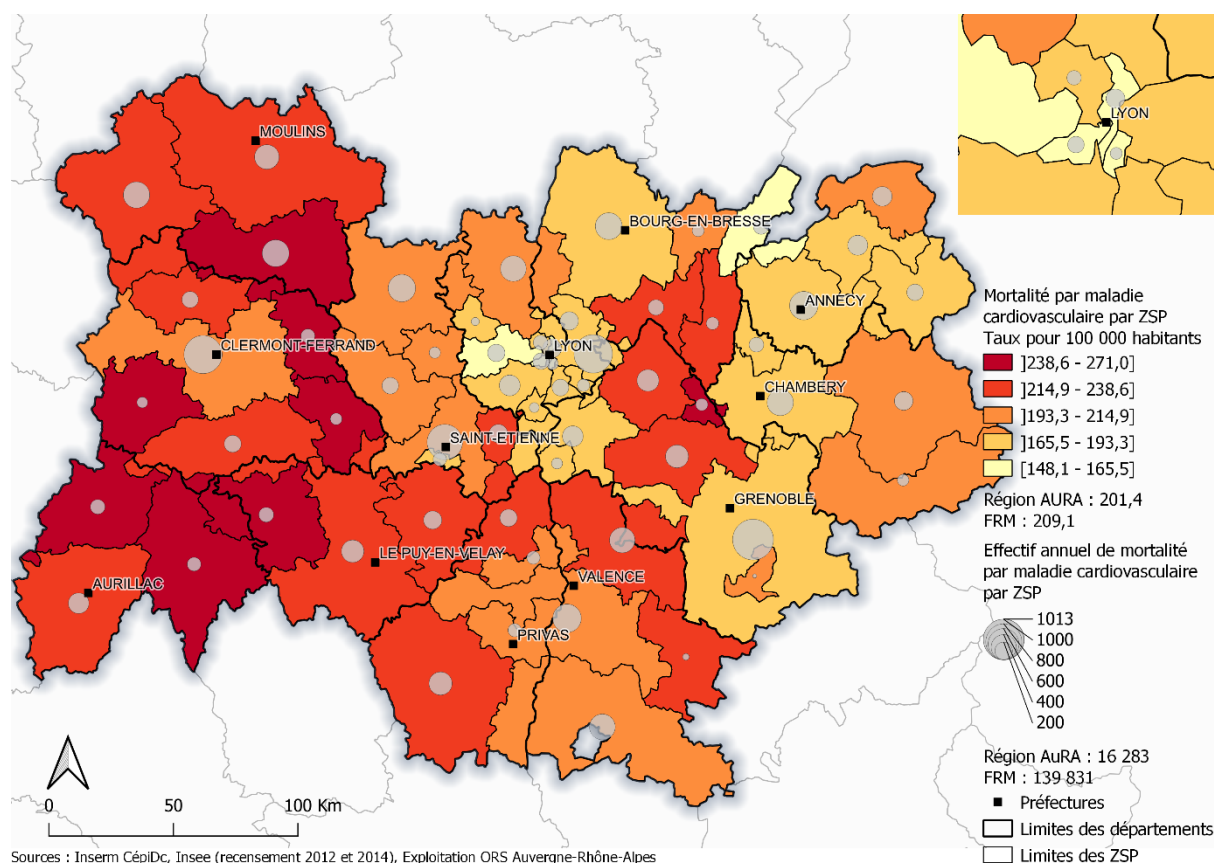 MOULINS
BOURG-EN-BRESSE
ANNECY
CLERMONT-FERRAND
LYON
CHAMBERY
SAINT-ETIENNE
GRENOBLE
LE PUY-EN-VELAY
AURILLAC
VALENCE
PRIVAS
LYON
Mortalité par maladie
cardiovasculaire par ZSP
Taux pour 100 000 habitants
]238,6 - 271,0]
]214,9 - 238,6]
]193,3 - 214,9]
]165,5 - 193,3]
[148,1 - 165,5]
Région AURA : 201,4
FRM : 209,1
Effectif annuel de mortalité
par maladie cardiovasculaire
par ZSP
1013
1000
800
600
400
200
Région AuRA : 16 283
FRM : 139 831
Préfectures
Limites des départements
Limites des ZSP
0 50 100 Km
Sources : Inserm CépiDc, Insee (recensement 2012 et 2014), Exploitation ORS Auvergne-Rhône-Alpes